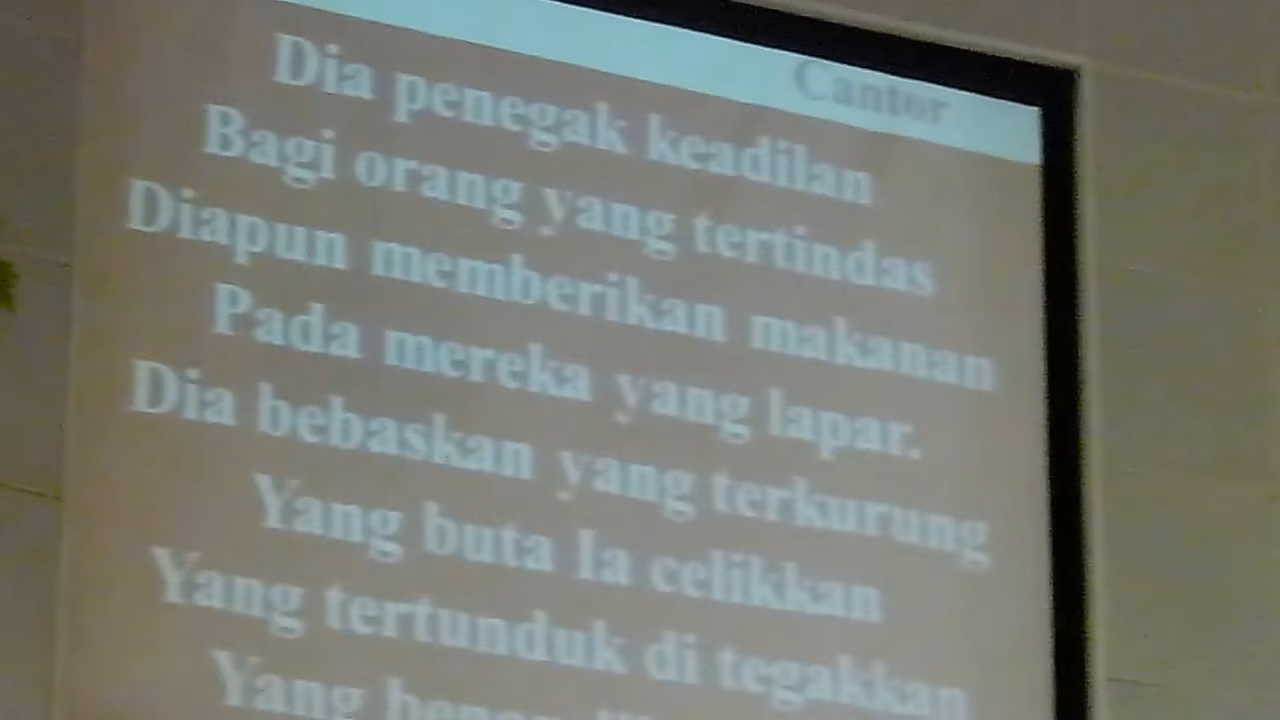 Cantor
Dia penegak keadilan
Bagi orang yang tertindas
Diapun memberikan makanan
Pada mereka yang lapar.
Dia bebaskan yang terkurung
Yang buta Ia celikkan
Yang tertunduk di tegakkan
Yang